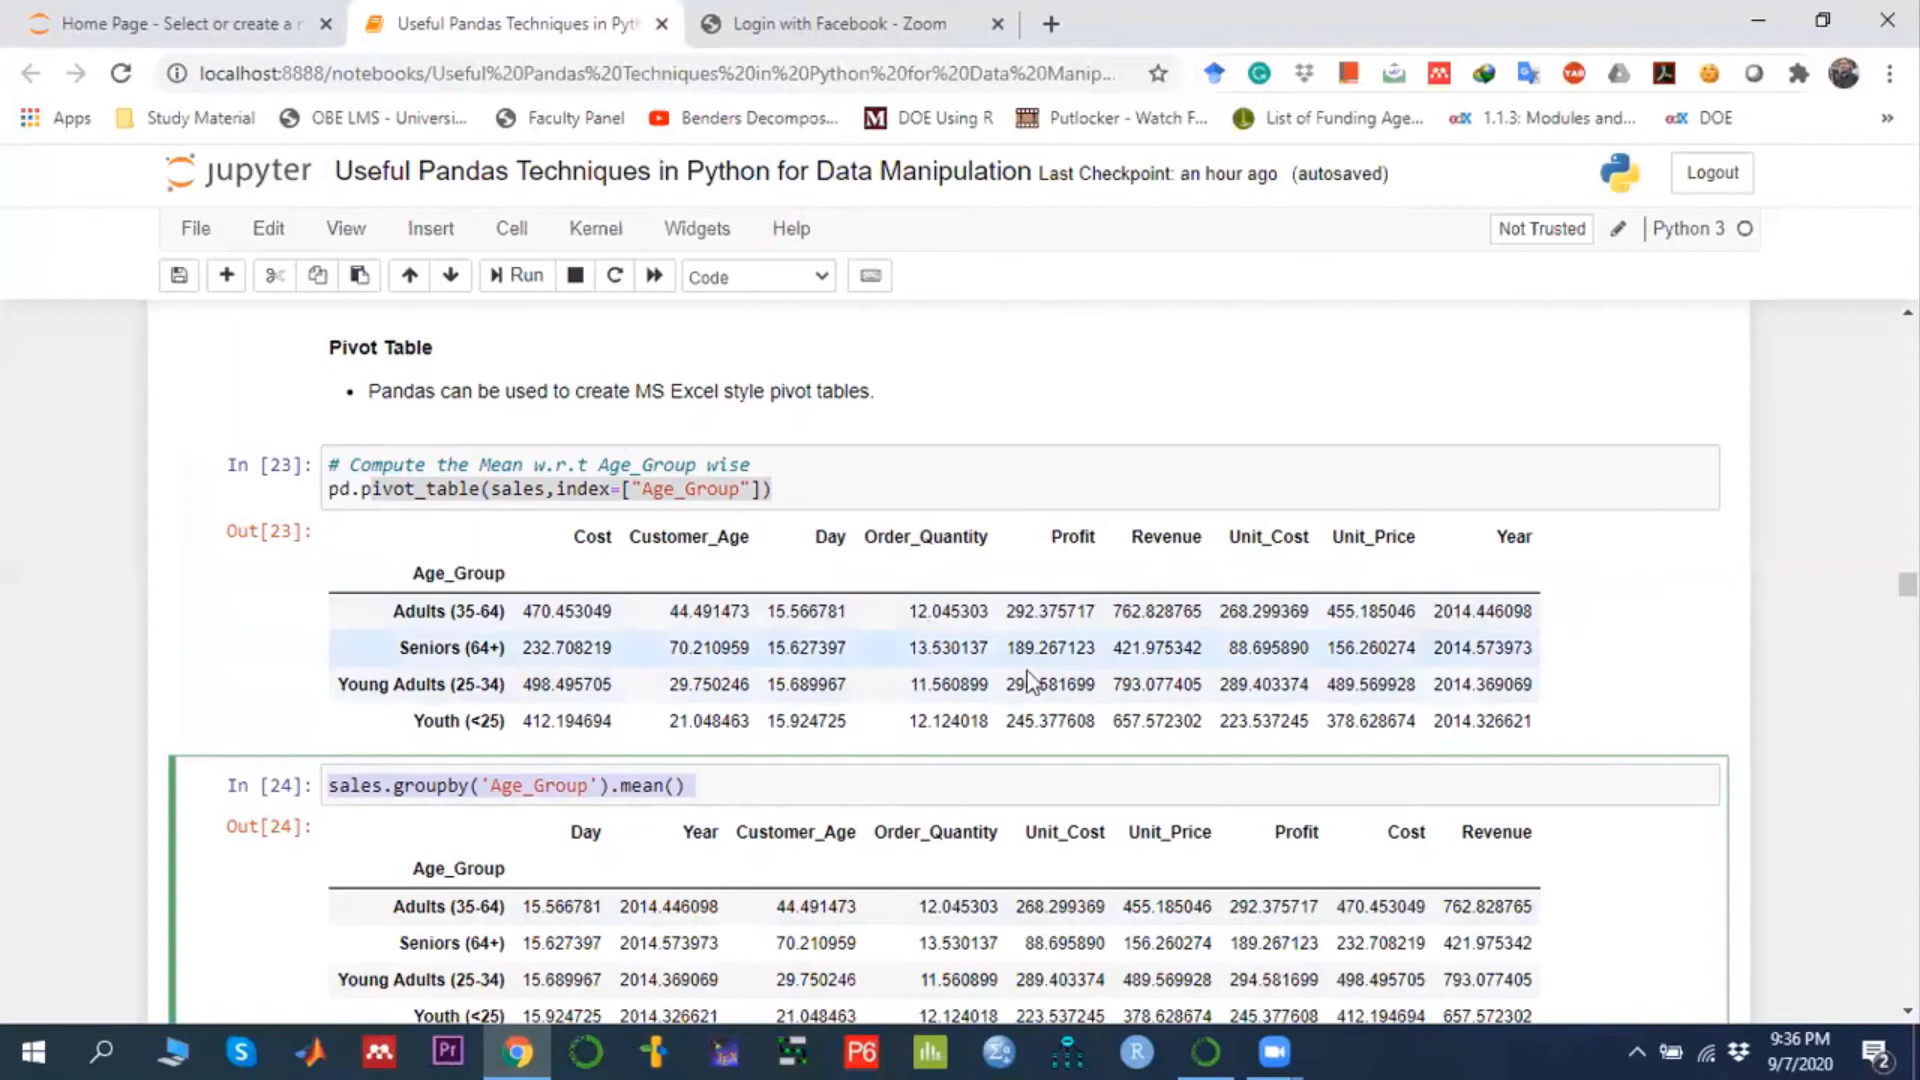 Home Page - Select or create a r
Useful Pandas Techniques in Pyth
Login with Facebook - Zoom
localhost:8888/notebooks/Useful%20Pandas%20Techniques%20in%20Python%20for%20Data%20Manip...
Apps
Study Material
OBE LMS - Universi...
Faculty Panel
Benders Decompos...
DOE Using R
Putlocker - Watch F...
List of Funding Age...
1.1.3: Modules and...
DOE
jupyter
Useful Pandas Techniques in Python for Data Manipulation Last Checkpoint: an hour ago (autosaved)
Logout
File Edit View Insert Cell Kernel Widgets Help
Not Trusted
Python 3
Run
Code
Pivot Table
• Pandas can be used to create MS Excel style pivot tables.
In [23]:
# Compute the Mean w.r.t Age_Group wise
pd.pivot_table(sales,index=["Age_Group"])
Out[23]:
Cost Customer_Age Day Order_Quantity Profit Revenue Unit_Cost Unit_Price Year
Age_Group
Adults (35-64) 470.453049 44.491473 15.566781 12.045303 292.375717 762.828765 268.299369 455.185046 2014.446098
Seniors (64+) 232.708219 70.210959 15.627397 13.530137 189.267123 421.975342 88.695890 156.260274 2014.573973
Young Adults (25-34) 498.495705 29.750246 15.689967 11.560899 793.077405 289.403374 489.569928 2014.369069
Youth (<25) 412.194694 21.048463 15.924725 12.124018 245.377608 657.572302 223.537245 378.628674 2014.326621
In [24]:
sales.groupby('Age_Group').mean()
Out[24]:
Day Year Customer_Age Order_Quantity Unit_Cost Unit_Price Profit Cost Revenue
Age_Group
Adults (35-64) 15.566781 2014.446098 44.491473 12.045303 268.299369 455.185046 292.375717 470.453049 762.828765
Seniors (64+) 15.627397 2014.573973 70.210959 13.530137 88.695890 156.260274 189.267123 232.708219 421.975342
Young Adults (25-34) 15.689967 2014.369069 29.750246 11.560899 289.403374 489.569928 294.581699 498.495705 793.077405
Youth (<25) 15.924725 2014.326621 21.048463 12.124018 223.537245 378.628674 245.377608 412.194694 657.572302
Pr
P6
R
9:36 PM
9/7/2020
2